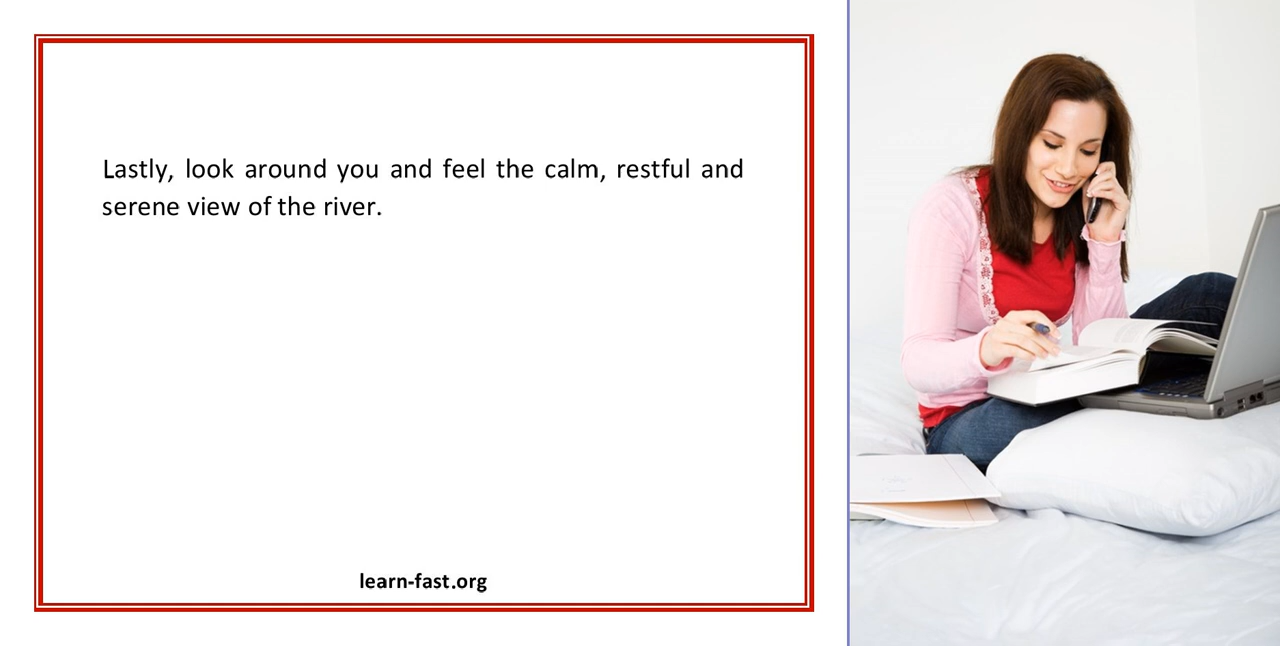 Lastly, look around you and feel the calm, restful and
serene view of the river.
learn-fast.org